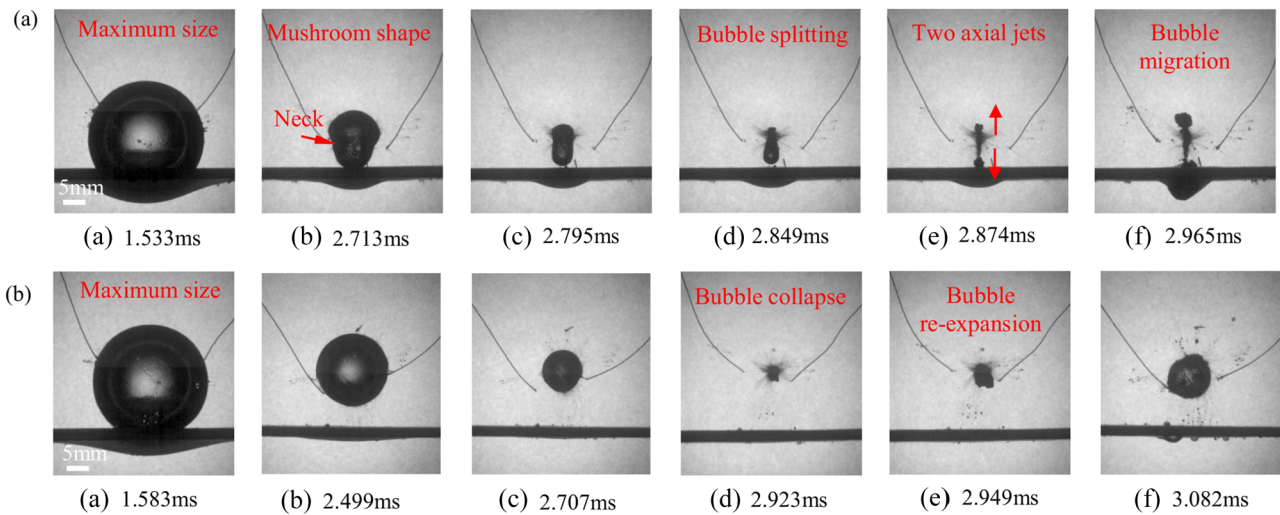 (a)
Maximum size
Mushroom shape
Bubble splitting
Two axial jets
Bubble
migration
Neck
5mm
(a) 1.533ms
(b) 2.713ms
(c) 2.795ms
(d) 2.849ms
(e) 2.874ms
(f) 2.965ms
(b)
Maximum size
Bubble collapse
Bubble
re-expansion
5mm
(a) 1.583ms
(b) 2.499ms
(c) 2.707ms
(d) 2.923ms
(e) 2.949ms
(f) 3.082ms